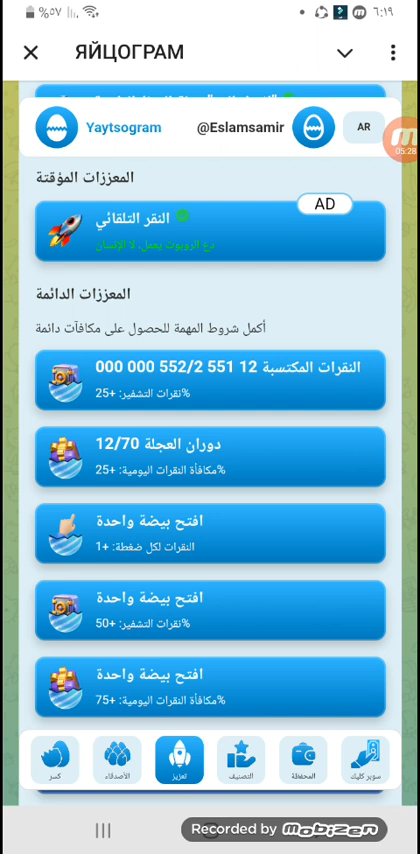 %٥٧
٦:١٩
ЯЙЦОГРАМ
Yaytsogram
@Eslamsamir
AR
05:28
المعززات المؤقتة
AD
النقر التلقائي
دع الروبوت يعمل، لا الإنسان
المعززات الدائمة
أكمل شروط المهمة للحصول على مكافآت دائمة
النقرات المكتسبة 12 551 552/2 000 000
%نقرات التشفير: +25
دوران العجلة 12/70
%مكافأة النقرات اليومية: +25
افتح بيضة واحدة
النقرات لكل ضغطة: +1
افتح بيضة واحدة
%نقرات التشفير: +50
افتح بيضة واحدة
%مكافأة النقرات اليومية: +75
كسر
الأصدقاء
تعزيز
التصنيف
المحفظة
سوبر كليك
Recorded by mobizen